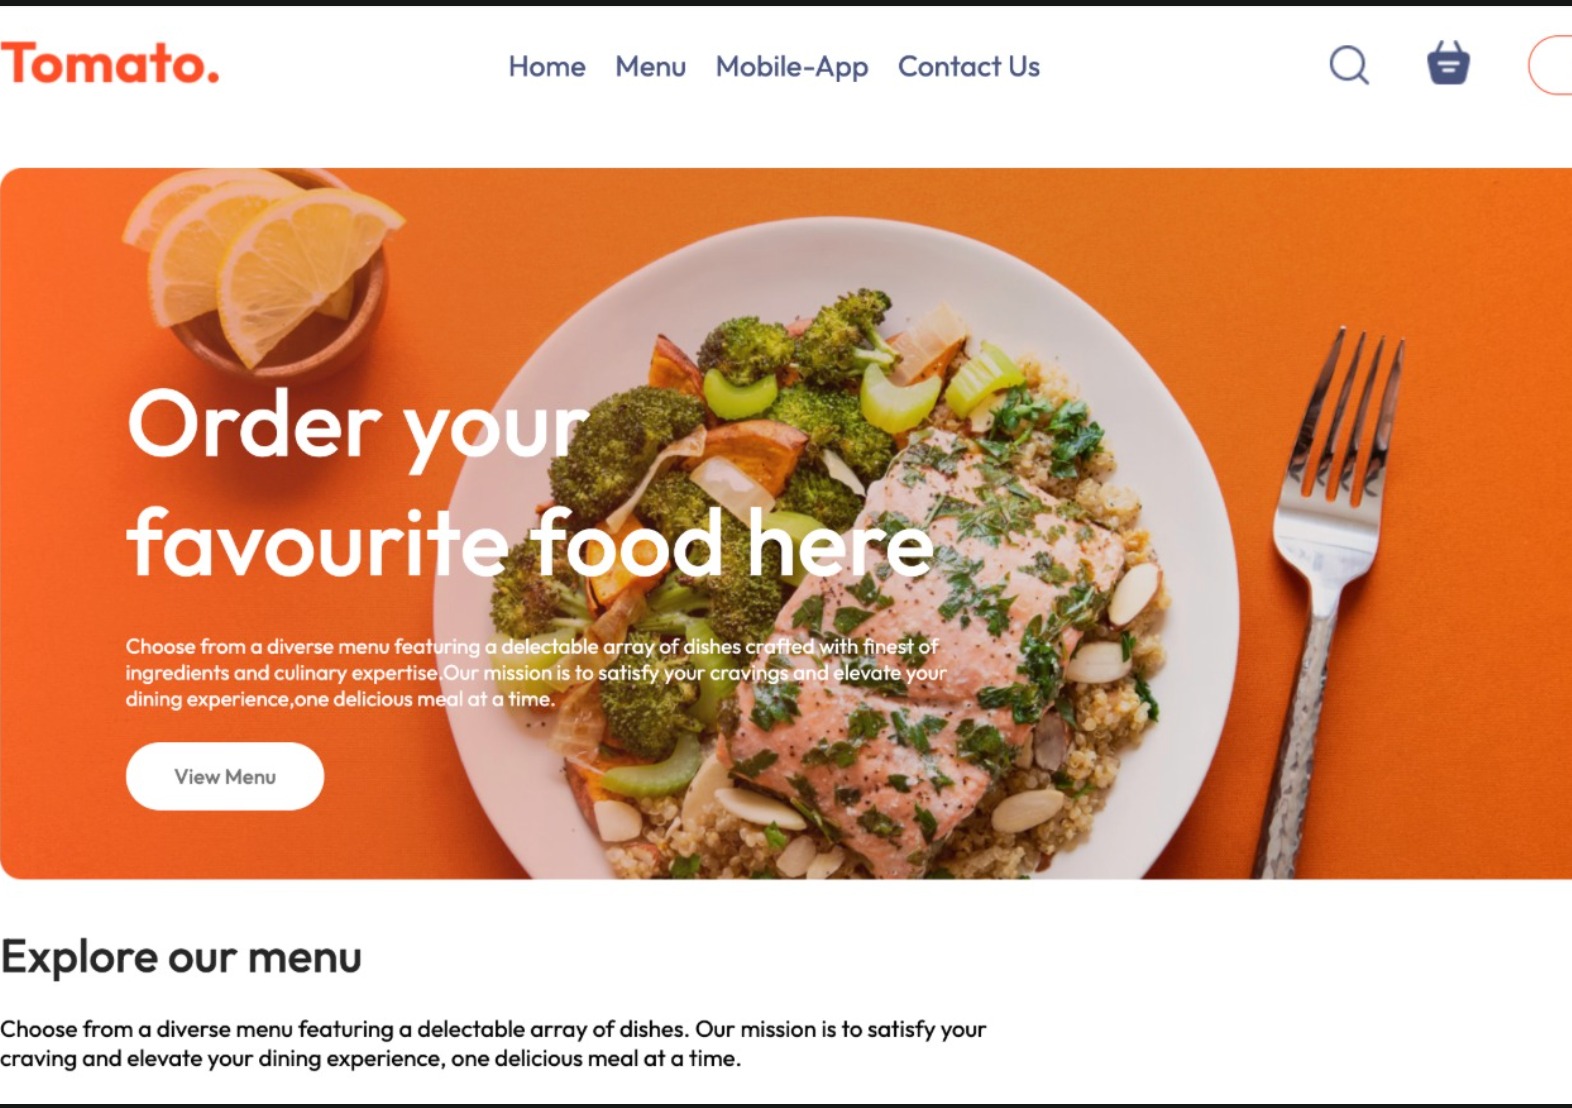 Tomato.
Home Menu Mobile-App Contact Us
Order your
favourite food here
Choose from a diverse menu featuring a delectable array of dishes crafted with finest of
ingredients and culinary expertise.Our mission is to satisfy your cravings and elevate your
dining experience,one delicious meal at a time.
View Menu
Explore our menu
Choose from a diverse menu featuring a delectable array of dishes. Our mission is to satisfy your
craving and elevate your dining experience, one delicious meal at a time.